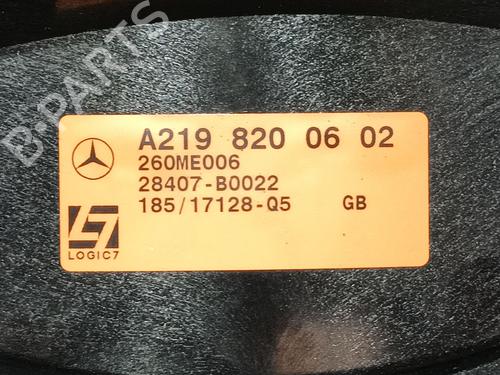 B-PARTS
A219 820 06 02
260ME006
28407-B0022
185/17128-Q5 GB
LOGIC7